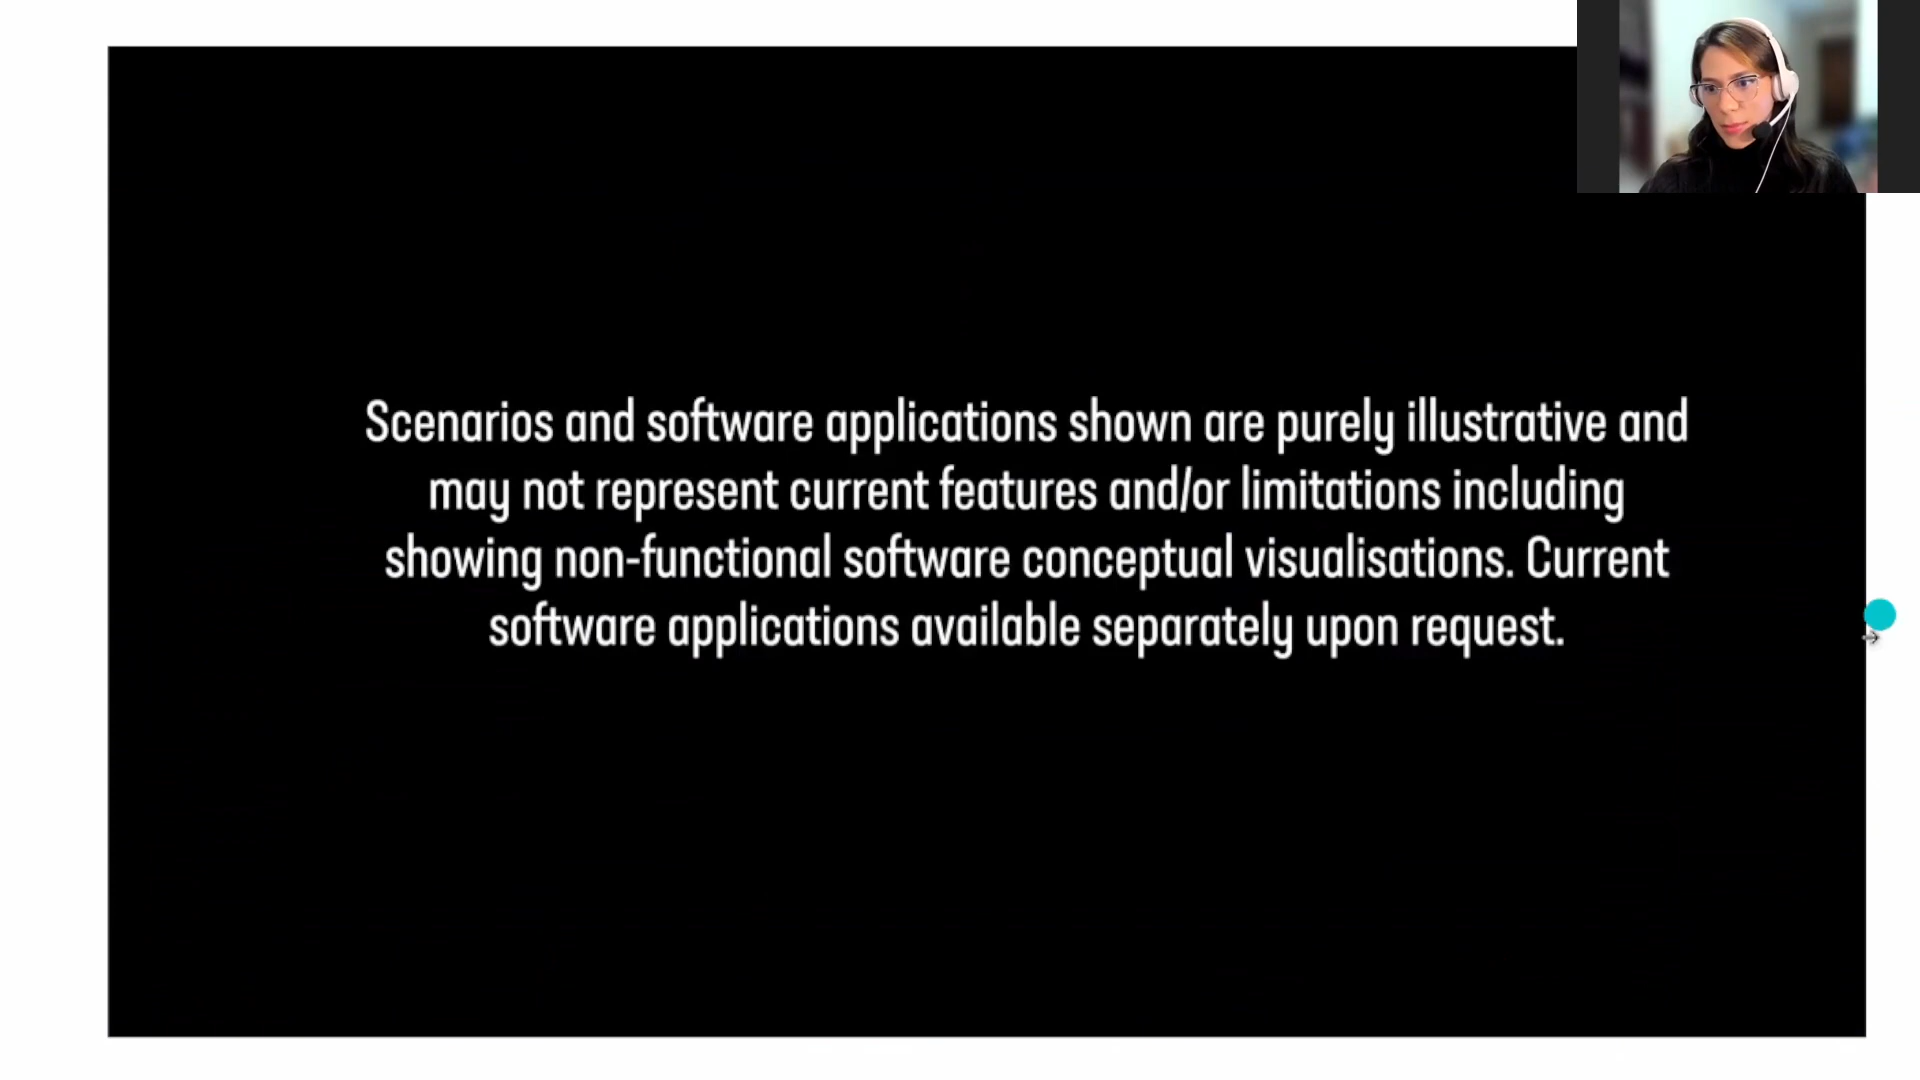 Scenarios and software applications shown are purely illustrative and
may not represent current features and/or limitations including
showing non-functional software conceptual visualisations. Current
software applications available separately upon request.